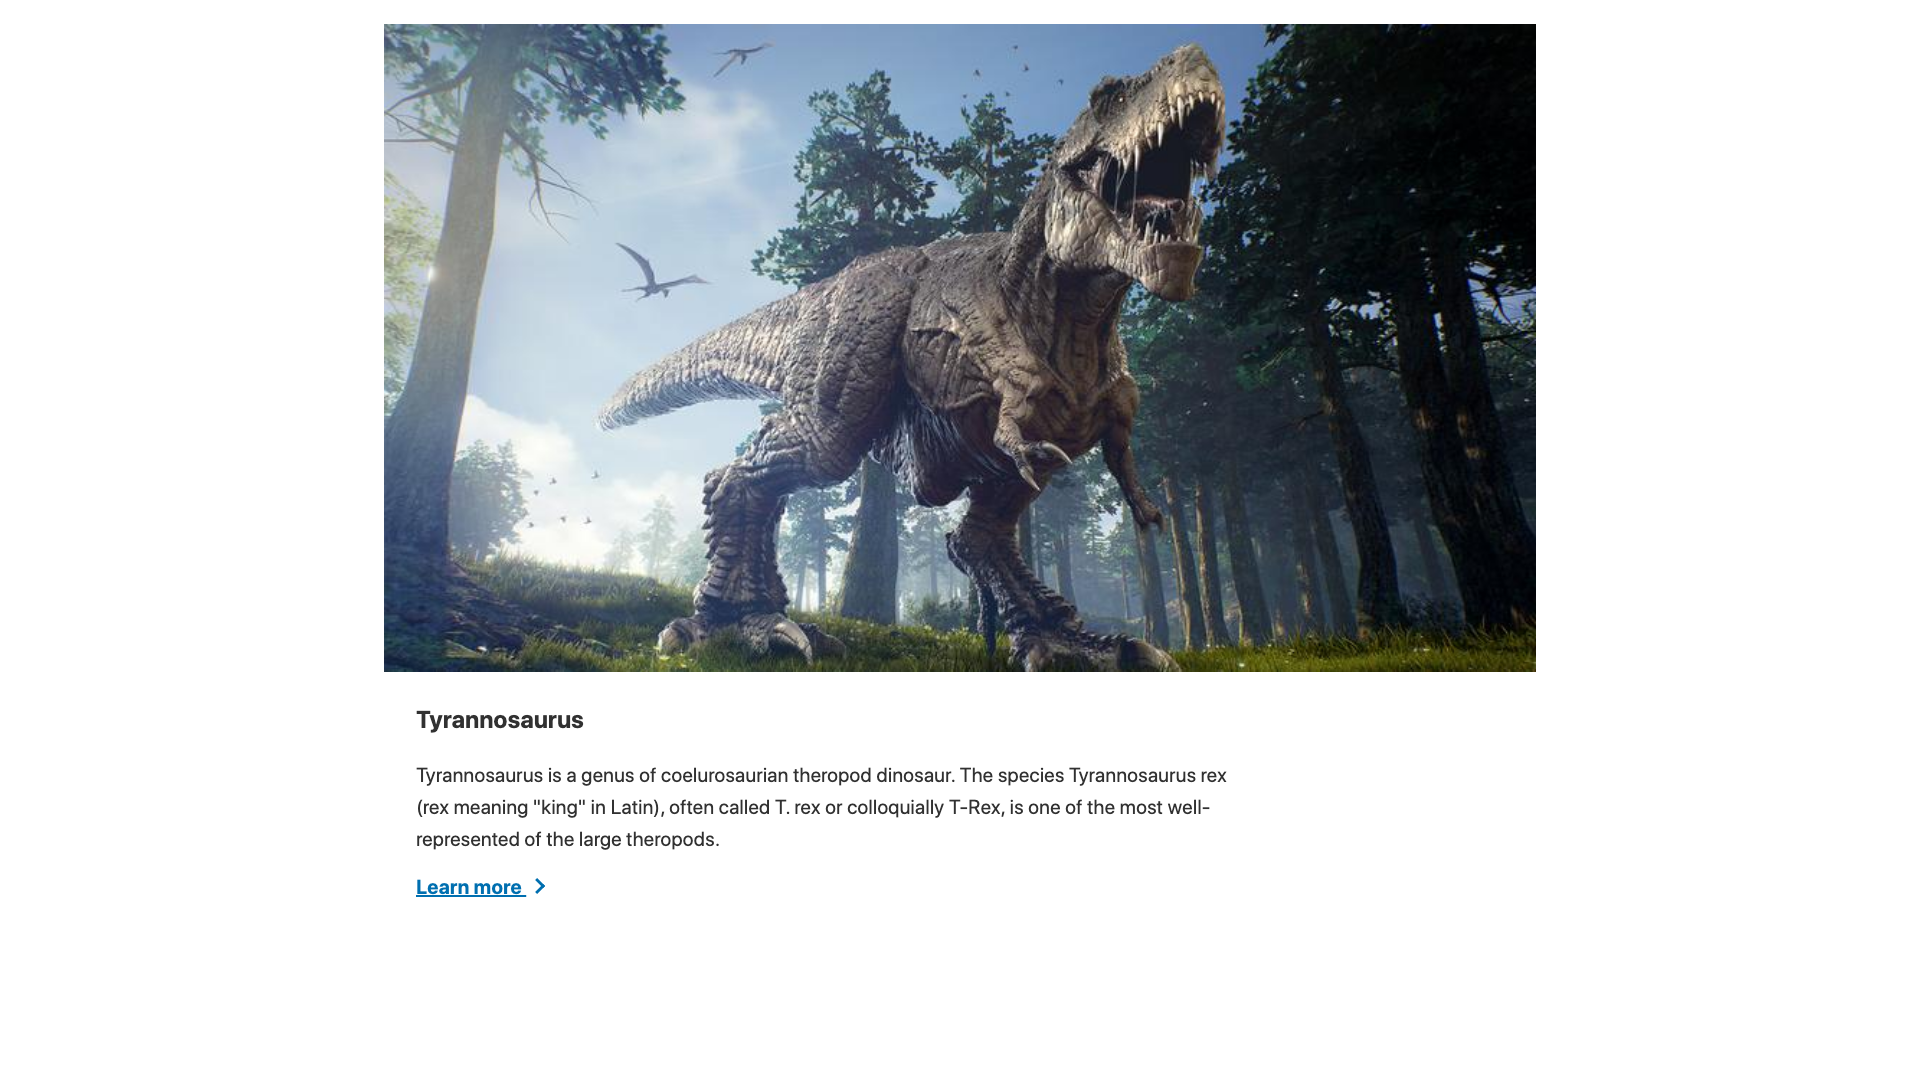 Tyrannosaurus
Tyrannosaurus is a genus of coelurosaurian theropod dinosaur. The species Tyrannosaurus rex
(rex meaning "king" in Latin), often called T. rex or colloquially T-Rex, is one of the most well-
represented of the large theropods.
Learn more